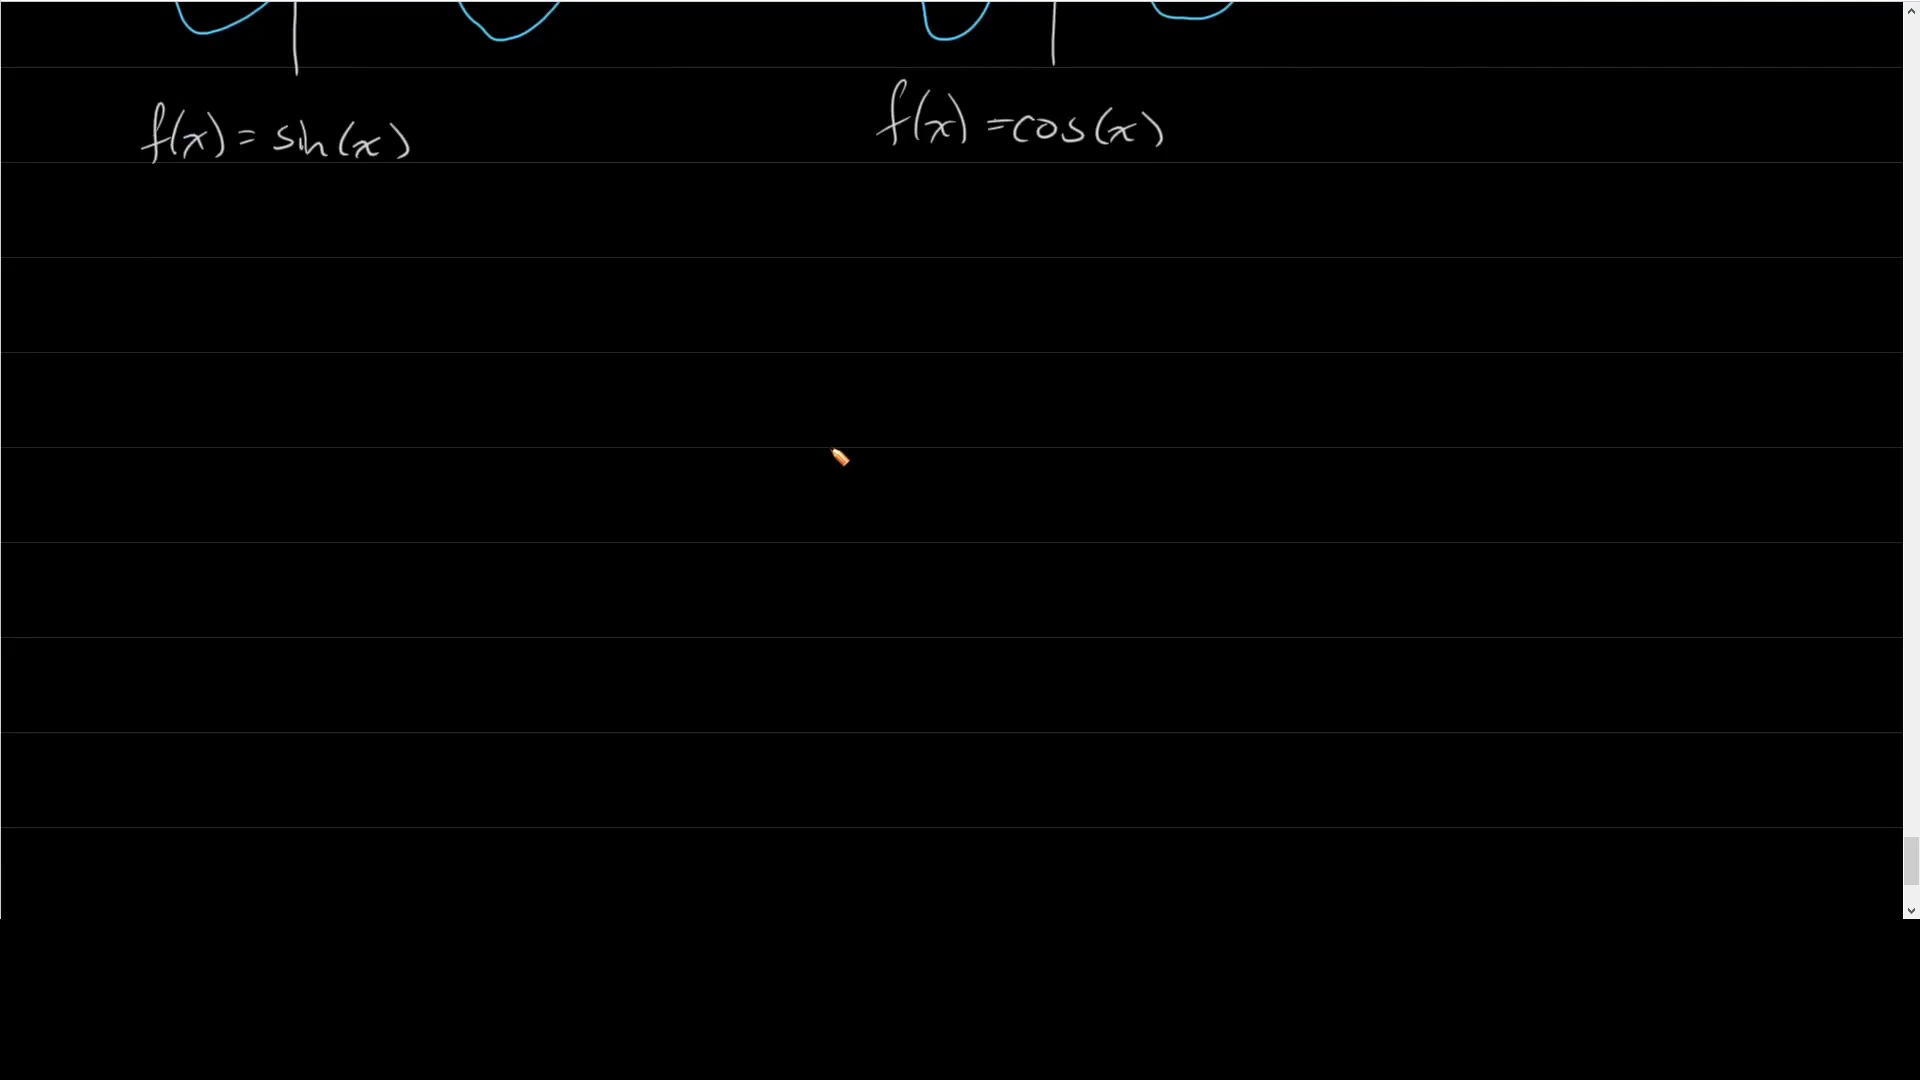 f(x) = sin(x)
f(x) = cos(x)